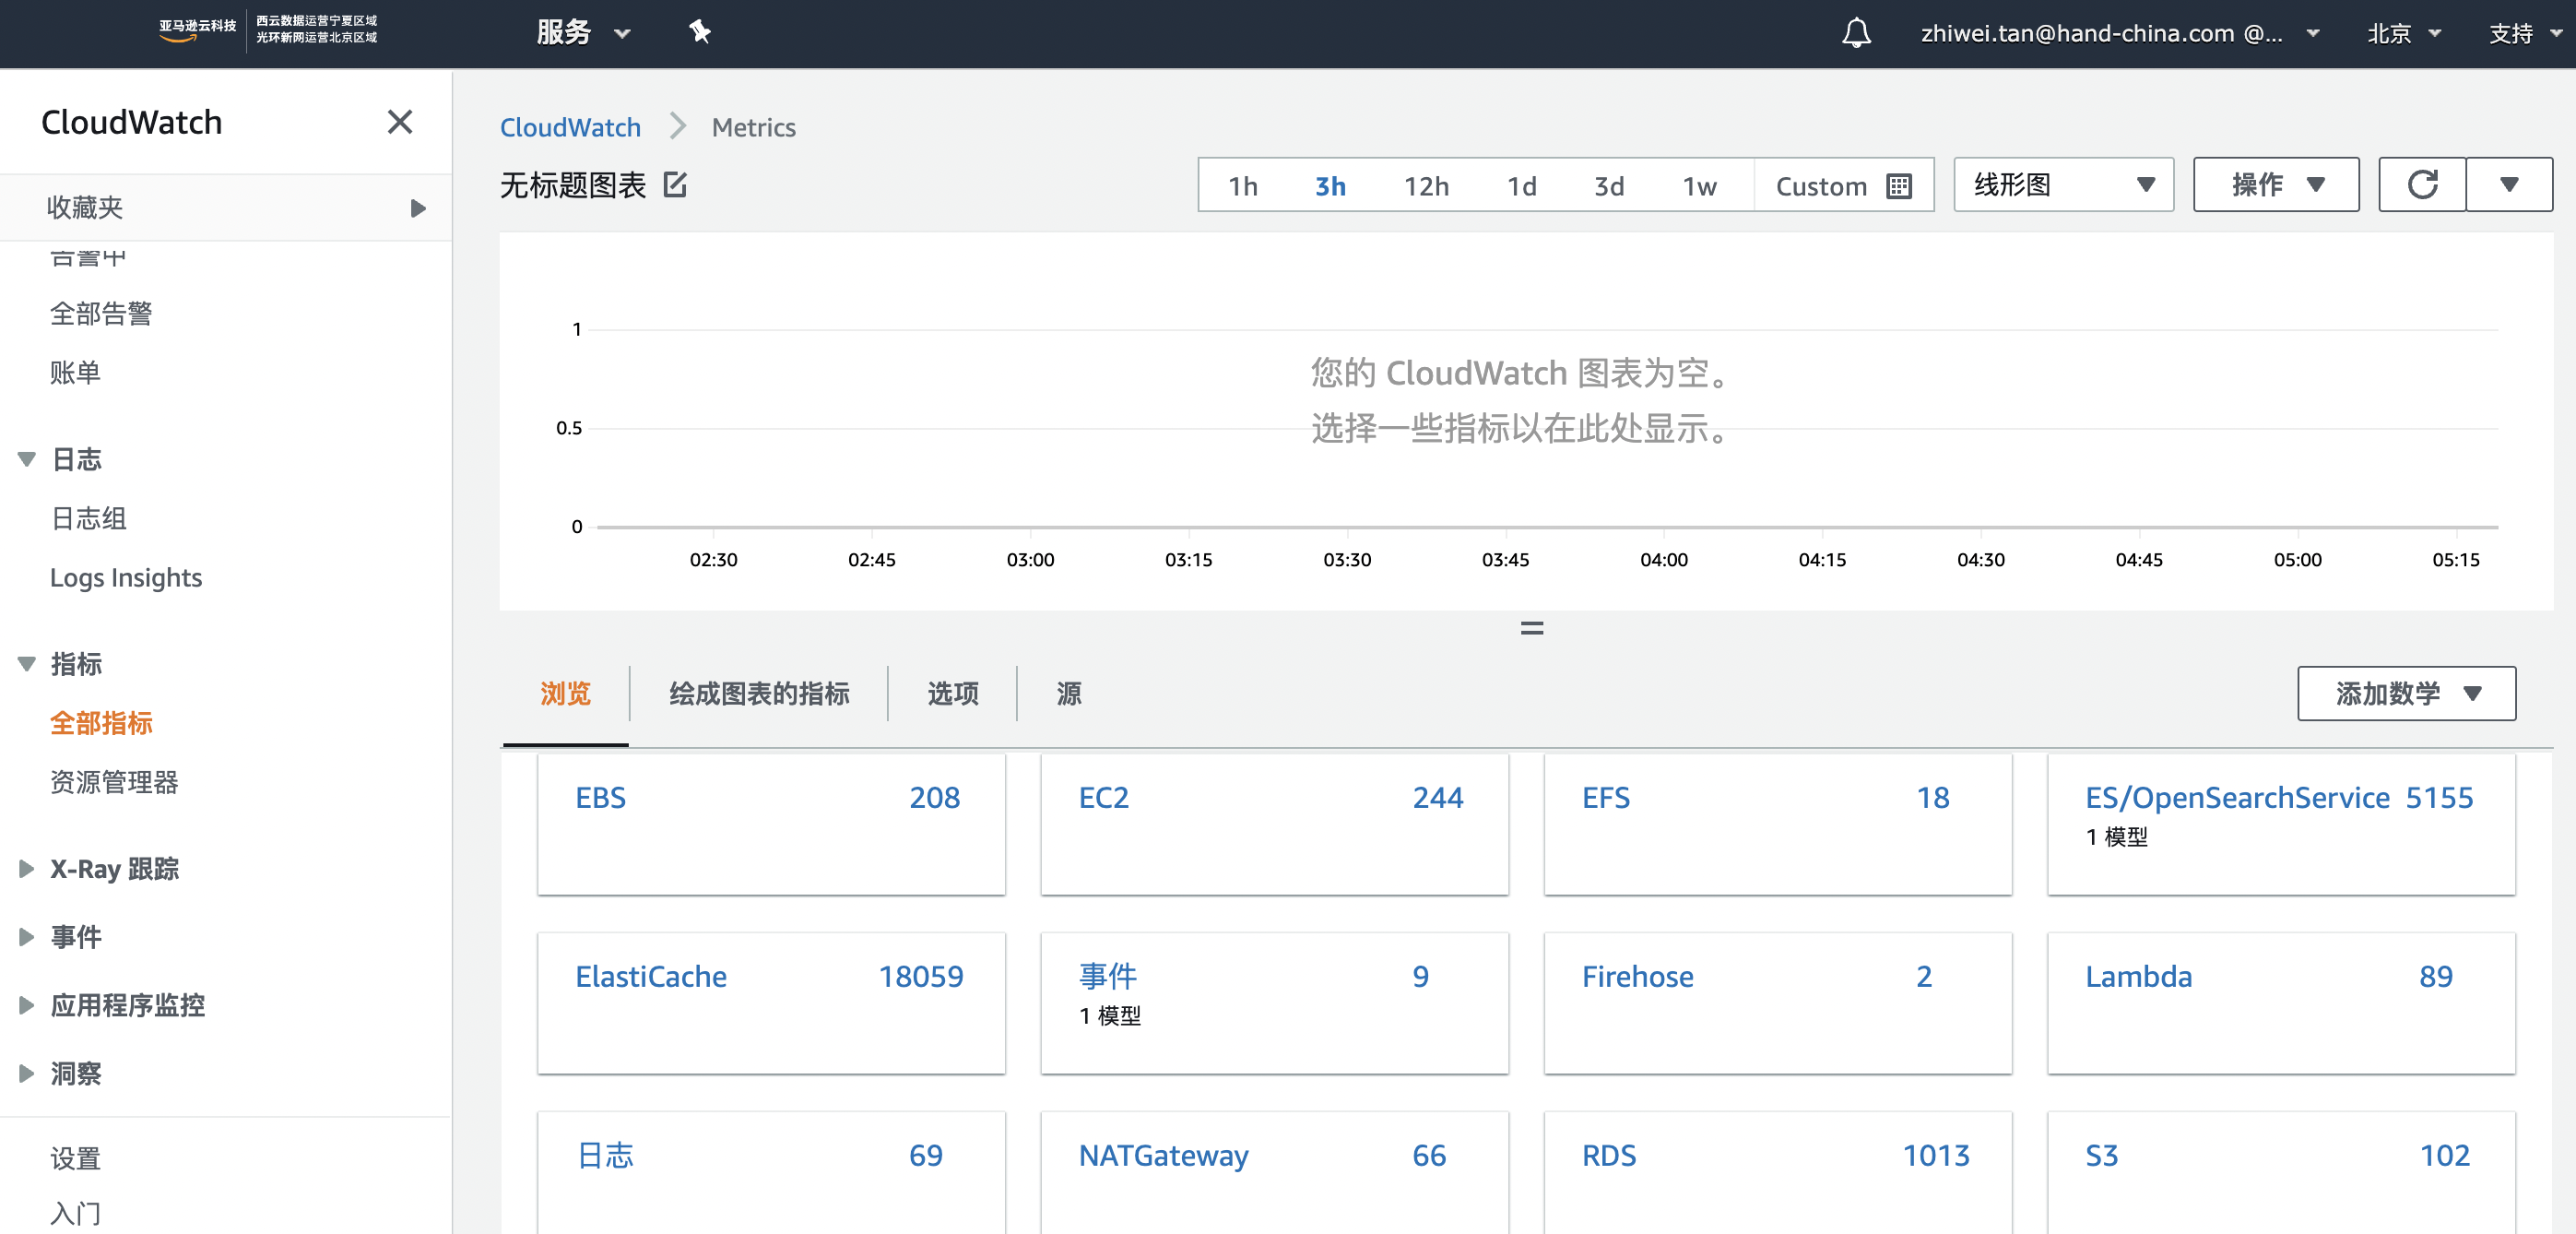 亚马逊云科技
西云数据运营宁夏区域
光环新网运营北京区域
服务
zhiwei.tan@hand-china.com @...
北京
支持
CloudWatch
收藏夹
告警中
全部告警
账单
日志
日志组
Logs Insights
指标
全部指标
资源管理器
X-Ray 跟踪
事件
应用程序监控
洞察
设置
入门
CloudWatch
Metrics
无标题图表
1h 3h 12h 1d 3d 1w Custom
线形图
操作
1
0.5
0
您的 CloudWatch 图表为空。
选择一些指标以在此处显示。
02:30 02:45 03:00 03:15 03:30 03:45 04:00 04:15 04:30 04:45 05:00 05:15
浏览
绘成图表的指标
选项
源
添加数学
EBS 208
EC2 244
EFS 18
ES/OpenSearchService 5155
1 模型
ElastiCache 18059
事件 9
1 模型
Firehose 2
Lambda 89
日志 69
NATGateway 66
RDS 1013
S3 102